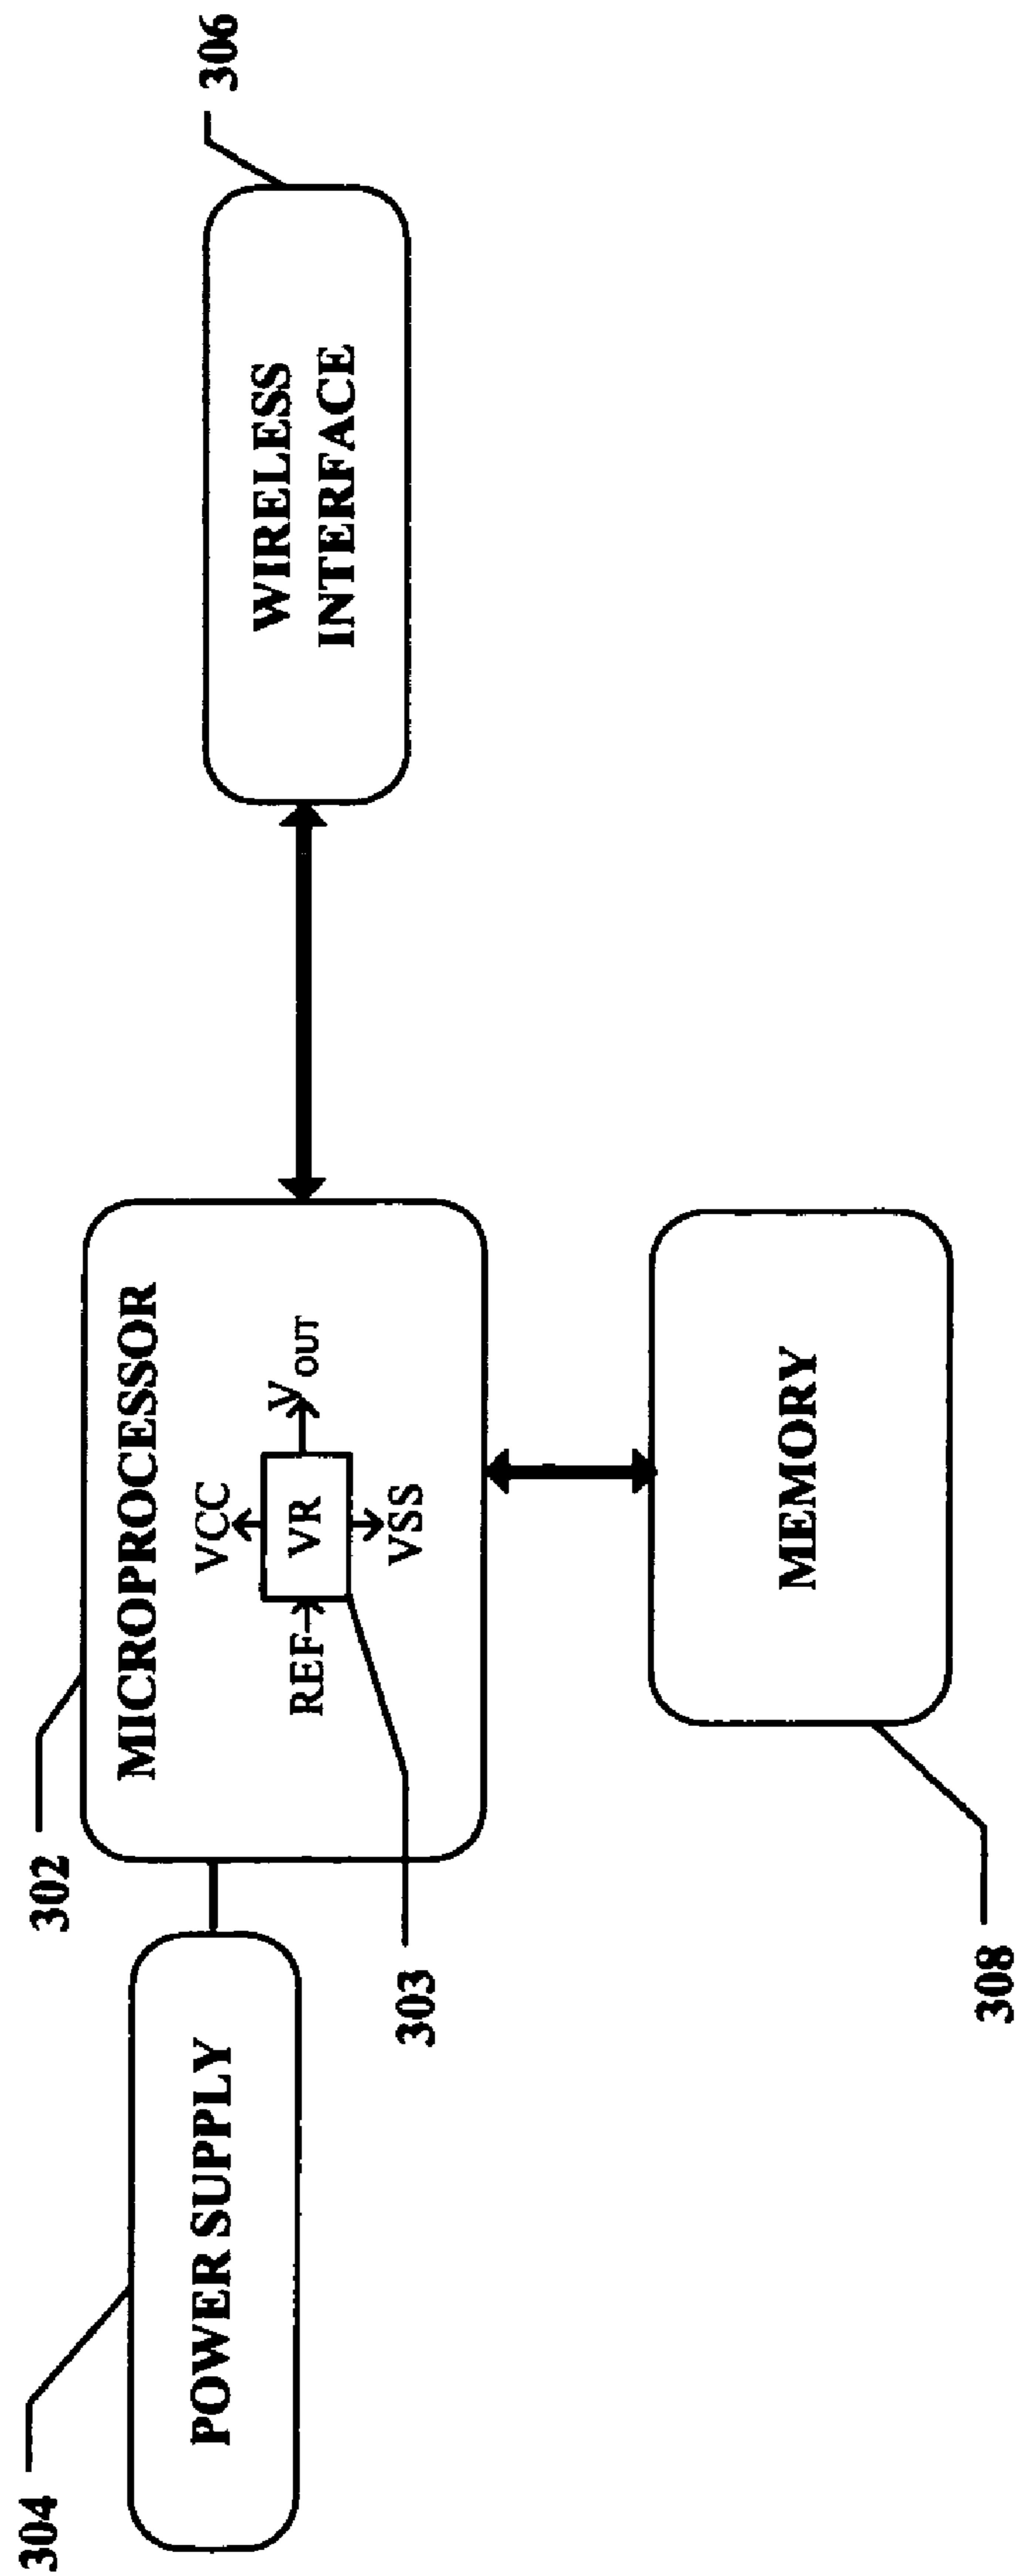 304
POWER SUPPLY
302
MICROPROCESSOR
VCC
REF
VR
VOUT
VSS
303
WIRELESS
INTERFACE
306
MEMORY
308